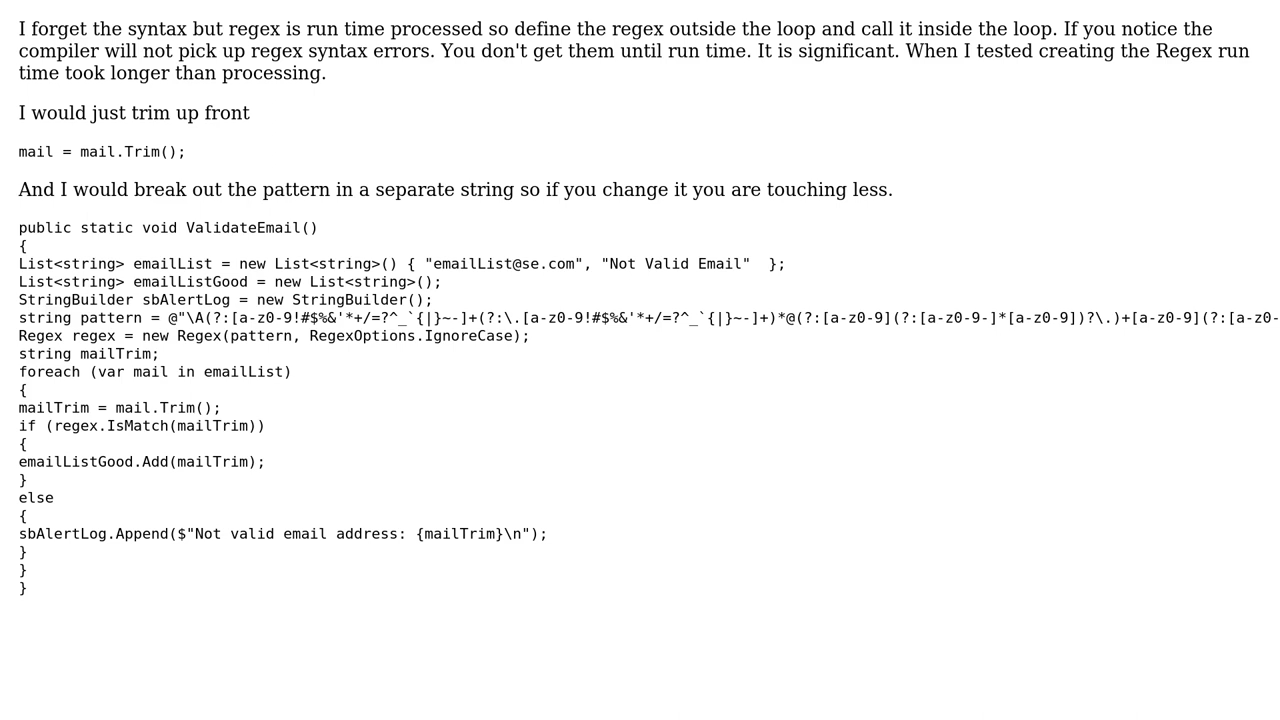 I forget the syntax but regex is run time processed so define the regex outside the loop and call it inside the loop. If you notice the
compiler will not pick up regex syntax errors. You don't get them until run time. It is significant. When I tested creating the Regex run
time took longer than processing.
I would just trim up front
mail = mail.Trim();
And I would break out the pattern in a separate string so if you change it you are touching less.
public static void ValidateEmail()
{
List<string> emailList = new List<string>() { "emailList@se.com", "Not Valid Email"  };
List<string> emailListGood = new List<string>();
StringBuilder sbAlertLog = new StringBuilder();
string pattern = @"\A(?:[a-z0-9!#$%&'*+/=?^_`{|}~-]+(?:\.[a-z0-9!#$%&'*+/=?^_`{|}~-]+)*@(?:[a-z0-9](?:[a-z0-9-]*[a-z0-9])?\.)+[a-z0-9](?:[a-z0-
Regex regex = new Regex(pattern, RegexOptions.IgnoreCase);
string mailTrim;
foreach (var mail in emailList)
{
mailTrim = mail.Trim();
if (regex.IsMatch(mailTrim))
{
emailListGood.Add(mailTrim);
}
else
{
sbAlertLog.Append($"Not valid email address: {mailTrim}\n");
}
}
}